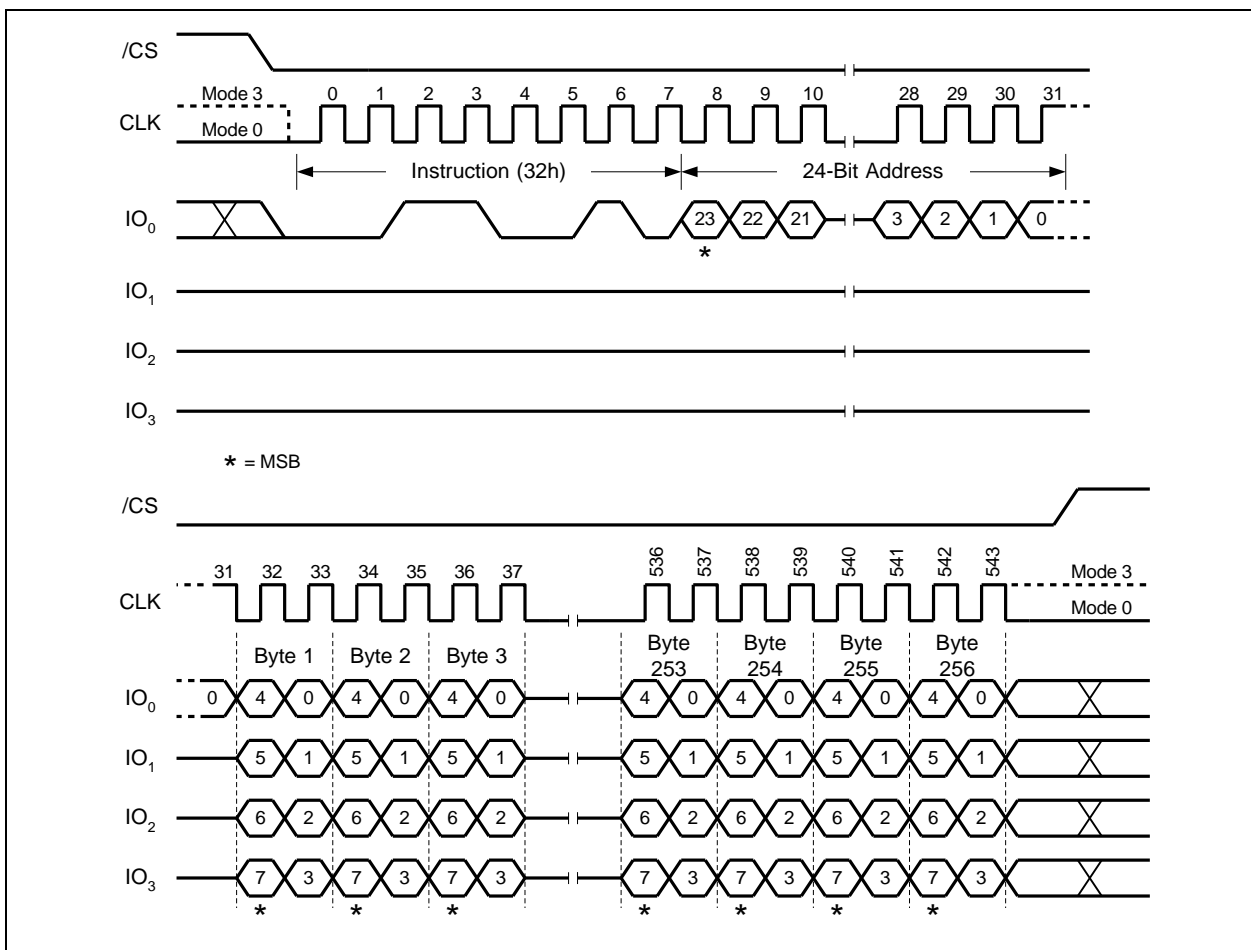 /CS
Mode 3 0 1 2 3 4 5 6 7 8 9 10 28 29 30 31
CLK
Mode 0
Instruction (32h) 24-Bit Address
IO0 23 22 21 3 2 1 0
*
IO1
IO2
IO3
* = MSB
/CS
31 32 33 34 35 36 37 536 537 538 539 540 541 542 543 Mode 3
CLK
Mode 0
Byte 1 Byte 2 Byte 3 Byte 253 Byte 254 Byte 255 Byte 256
IO0 0 4 0 4 0 4 0 4 0 4 0 4 0 4 0
IO1 5 1 5 1 5 1 5 1 5 1 5 1 5 1
IO2 6 2 6 2 6 2 6 2 6 2 6 2 6 2
IO3 7 3 7 3 7 3 7 3 7 3 7 3 7 3
* * * * * * *